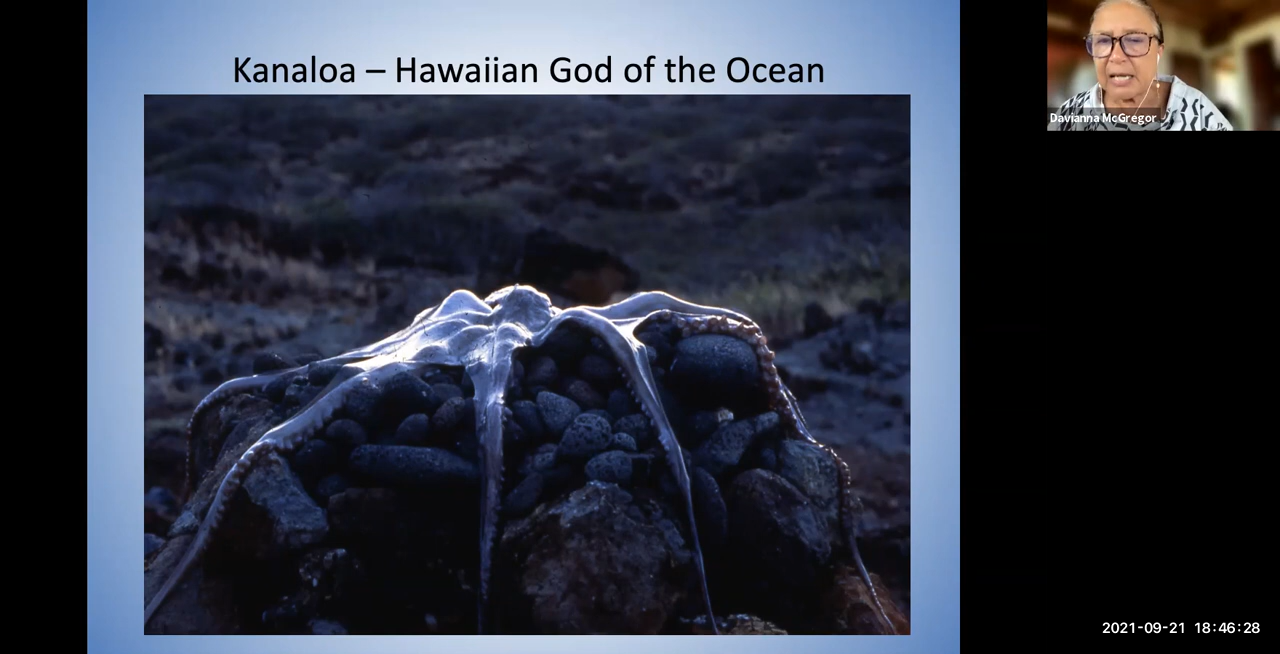 Kanaloa – Hawaiian God of the Ocean
Davianna McGregor
2021-09-21 18:46:28